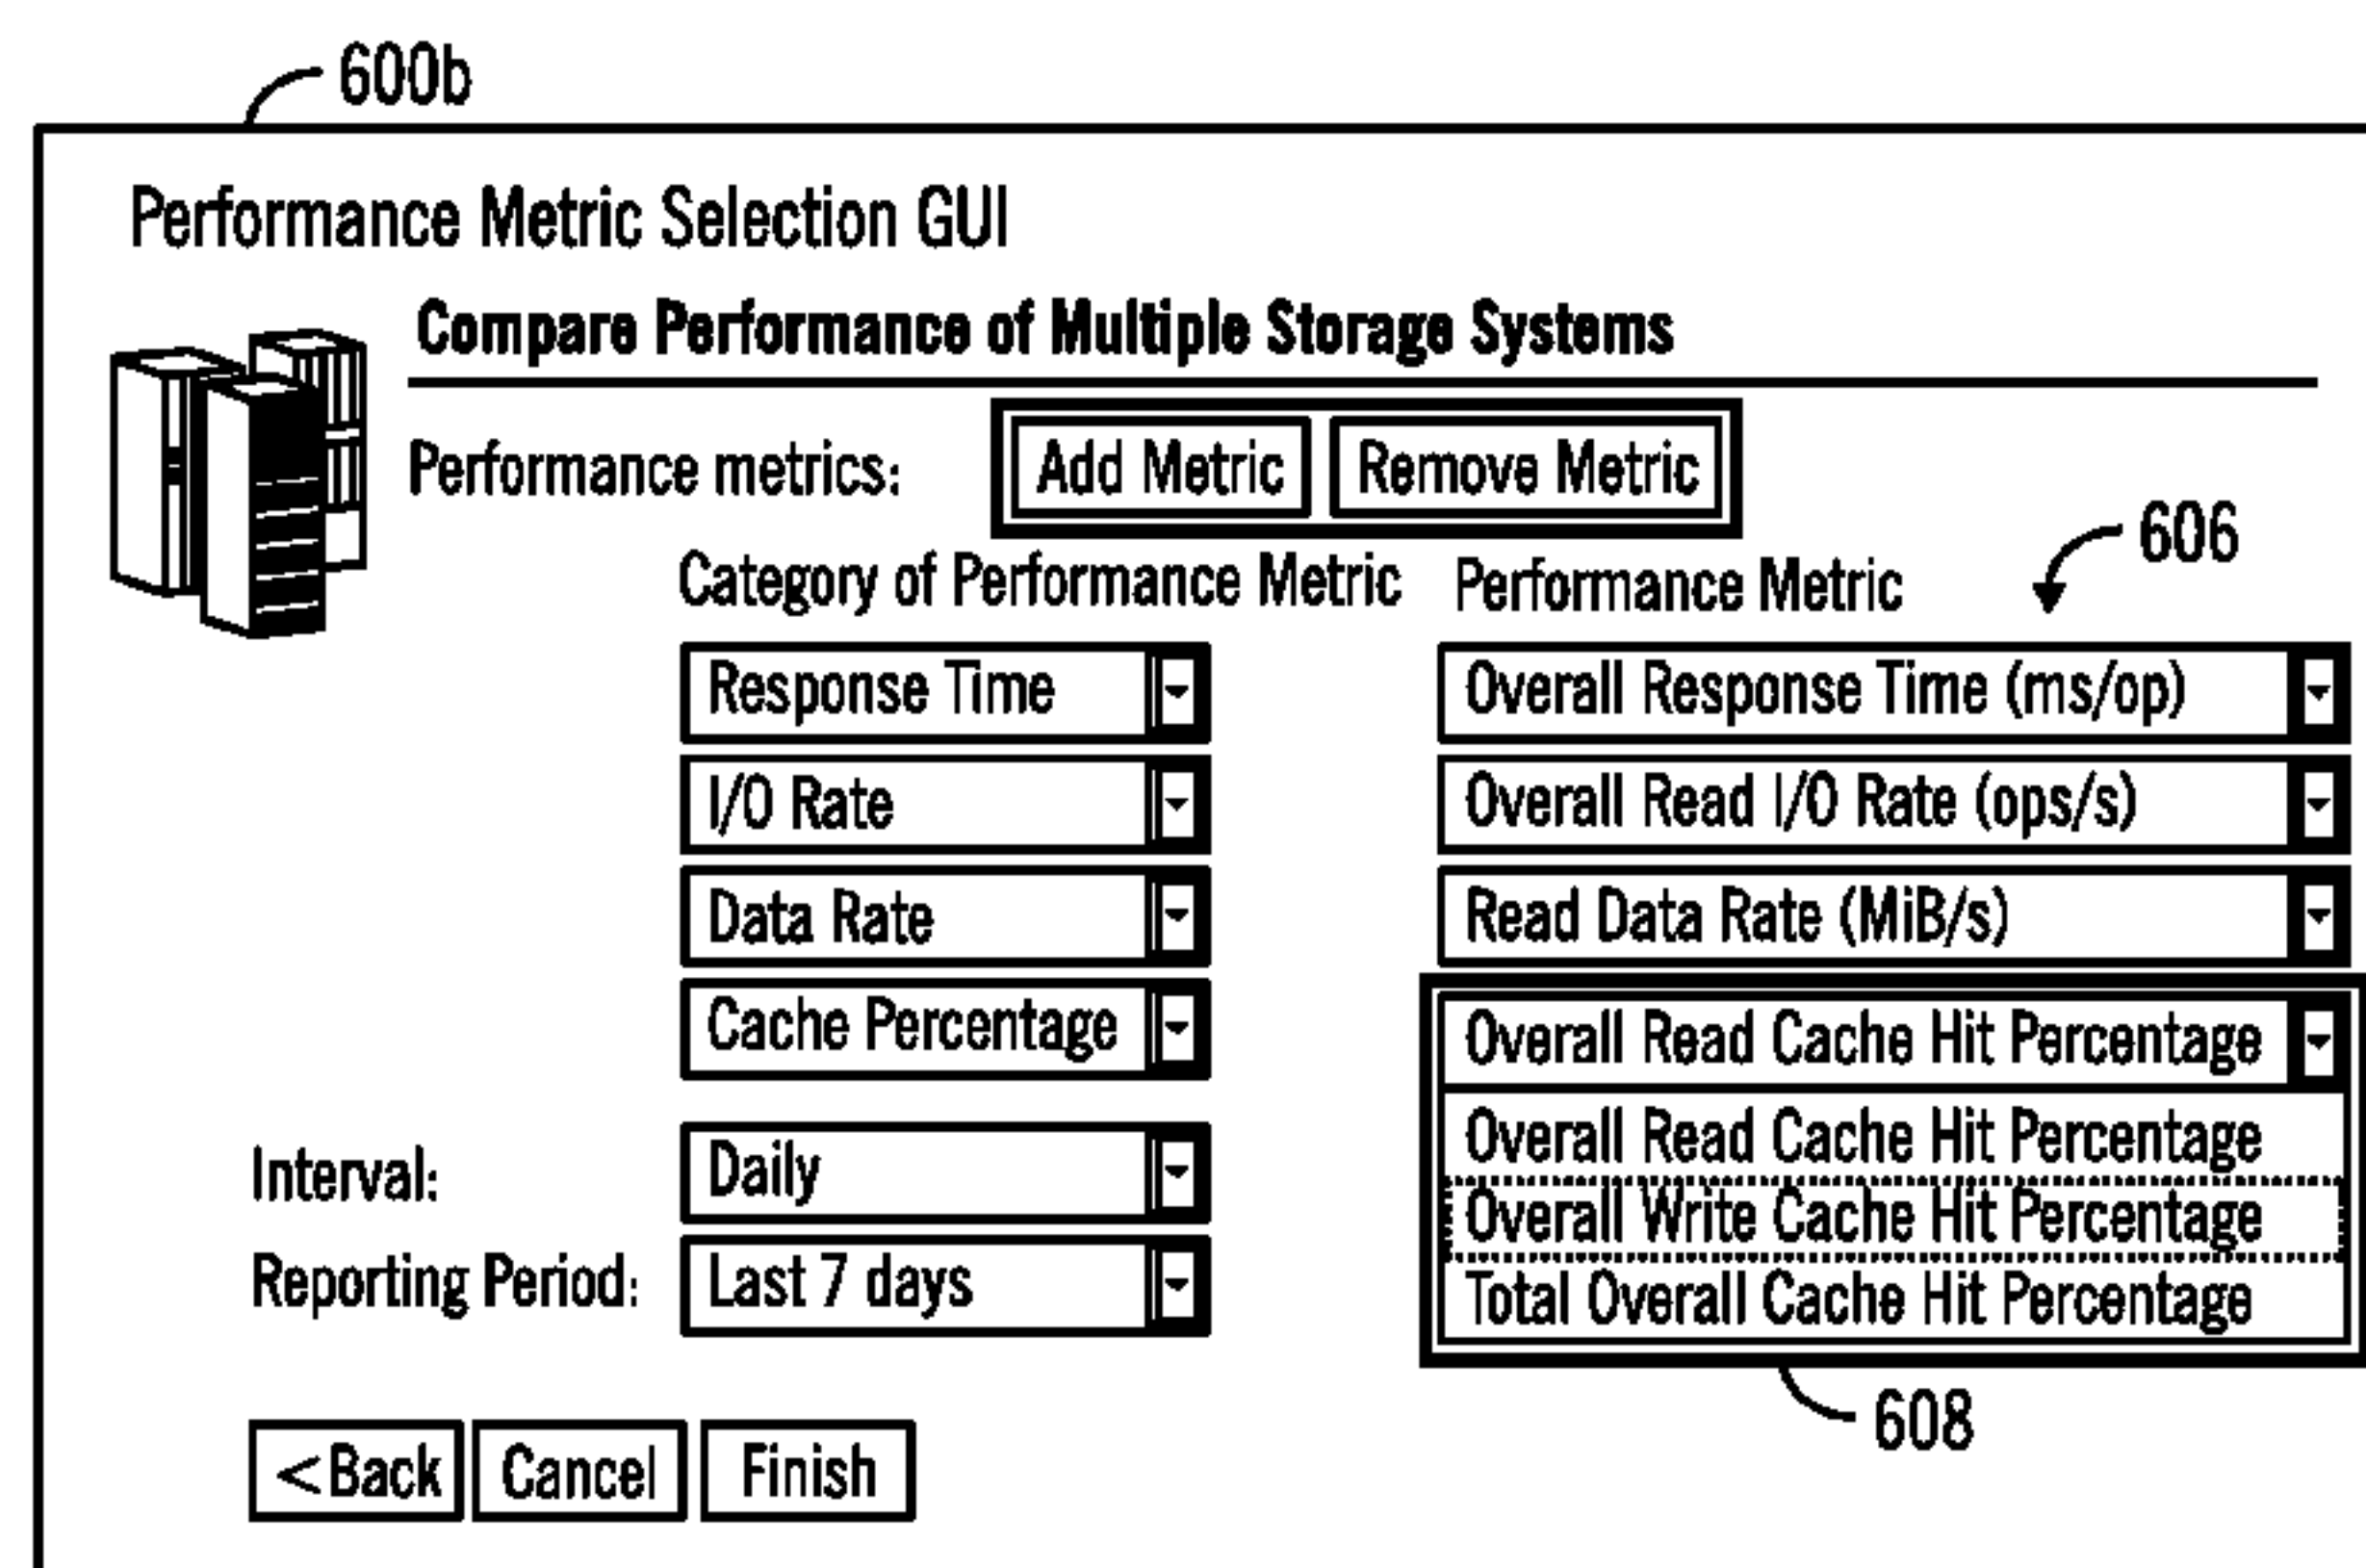 600b
Performance Metric Selection GUI
Compare Performance of Multiple Storage Systems
Performance metrics: Add Metric Remove Metric
606
Category of Performance Metric Performance Metric
Response Time Overall Response Time (ms/op)
I/O Rate Overall Read I/O Rate (ops/s)
Data Rate Read Data Rate (MiB/s)
Cache Percentage Overall Read Cache Hit Percentage
Overall Read Cache Hit Percentage
Interval: Daily Overall Write Cache Hit Percentage
Reporting Period: Last 7 days Total Overall Cache Hit Percentage
608
<Back Cancel Finish